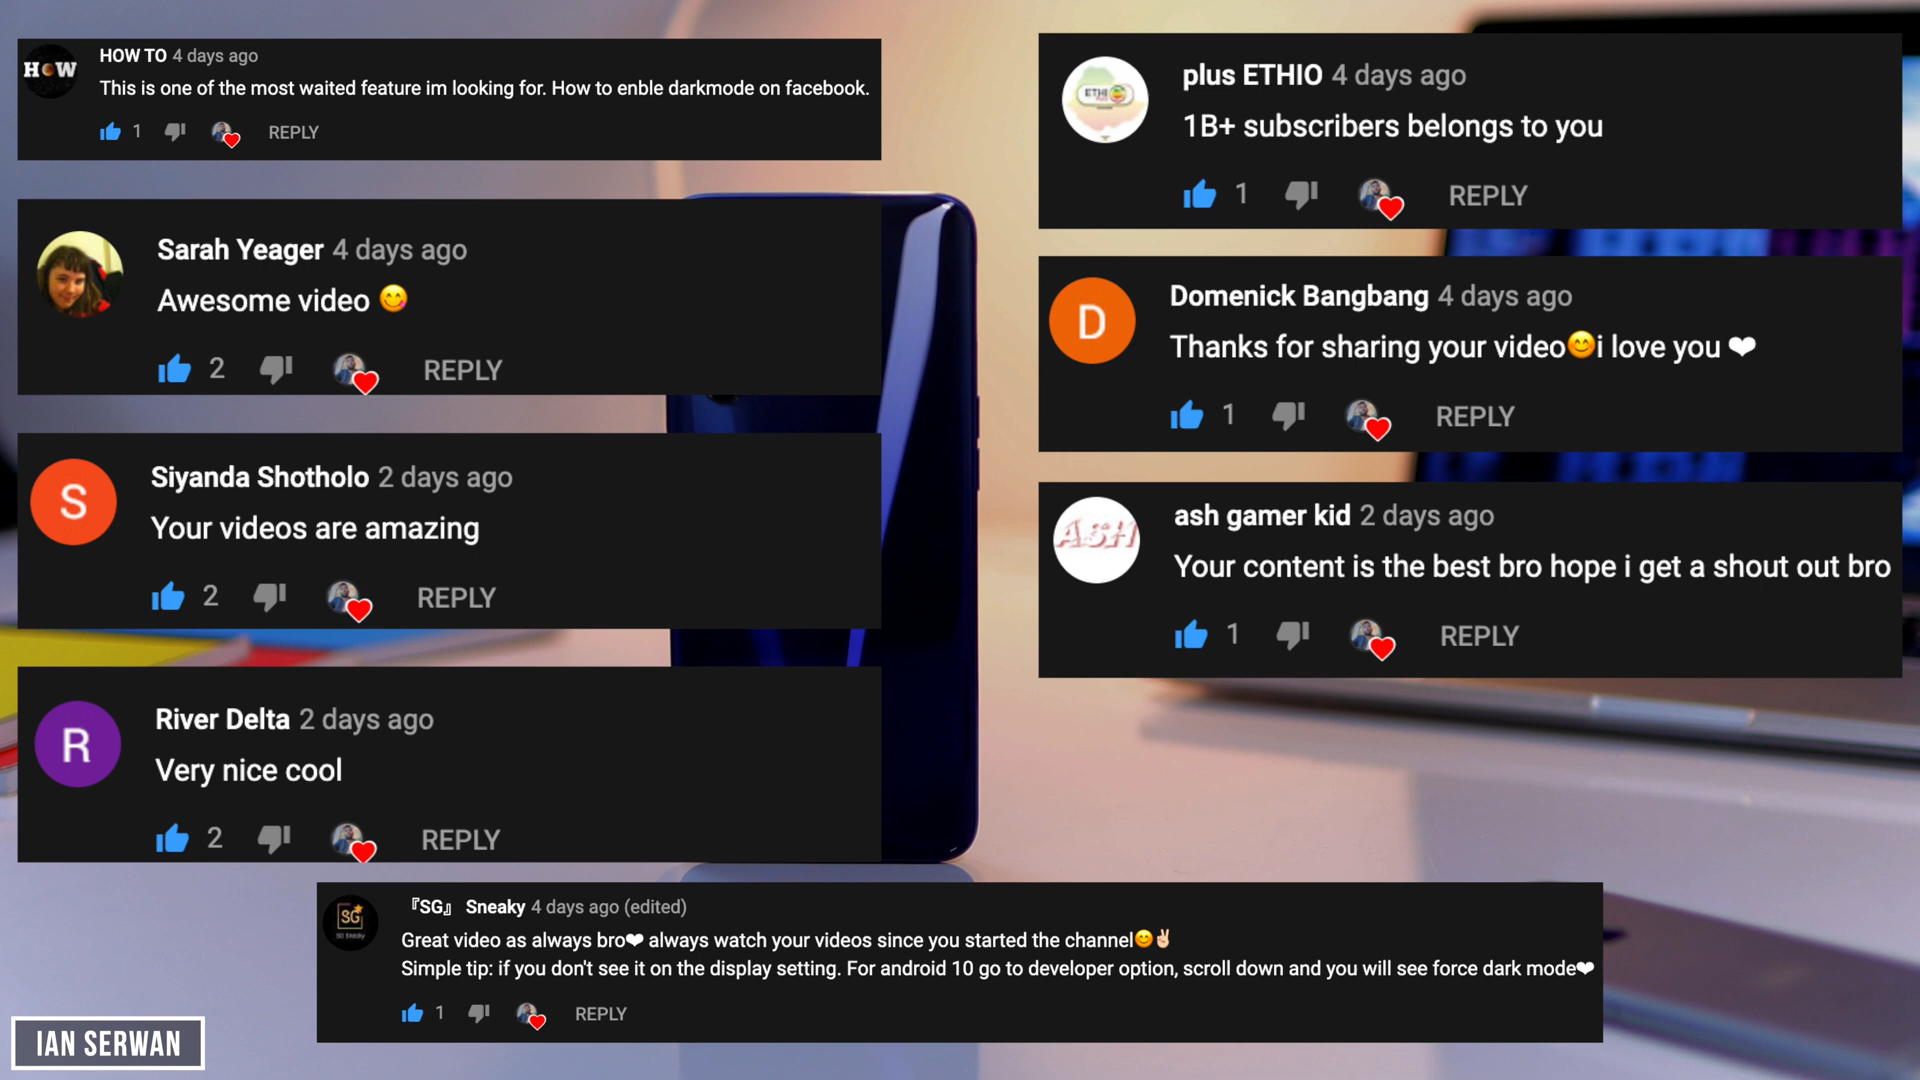 HOW
HOW TO 4 days ago
This is one of the most waited feature im looking for. How to enble darkmode on facebook.
1 REPLY
Sarah Yeager 4 days ago
Awesome video 😋
2 REPLY
S
Siyanda Shotholo 2 days ago
Your videos are amazing
2 REPLY
R
River Delta 2 days ago
Very nice cool
2 REPLY
plus ETHIO 4 days ago
1B+ subscribers belongs to you
1 REPLY
D
Domenick Bangbang 4 days ago
Thanks for sharing your video😊i love you ❤
1 REPLY
ASH
ash gamer kid 2 days ago
Your content is the best bro hope i get a shout out bro
1 REPLY
SG
『SG』 Sneaky 4 days ago (edited)
Great video as always bro❤ always watch your videos since you started the channel😊✌🏻
Simple tip: if you don't see it on the display setting. For android 10 go to developer option, scroll down and you will see force dark mode❤
1 REPLY
IAN SERWAN